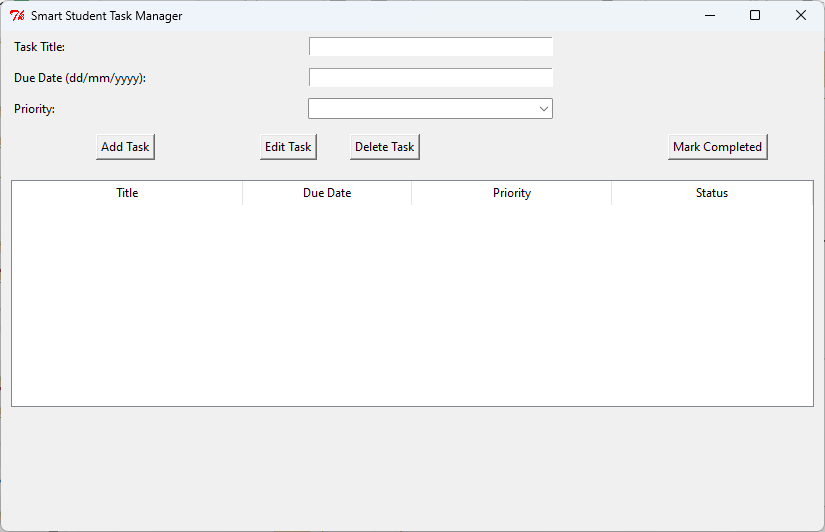 Smart Student Task Manager
Task Title:
Due Date (dd/mm/yyyy):
Priority:
Add Task Edit Task Delete Task Mark Completed
Title Due Date Priority Status